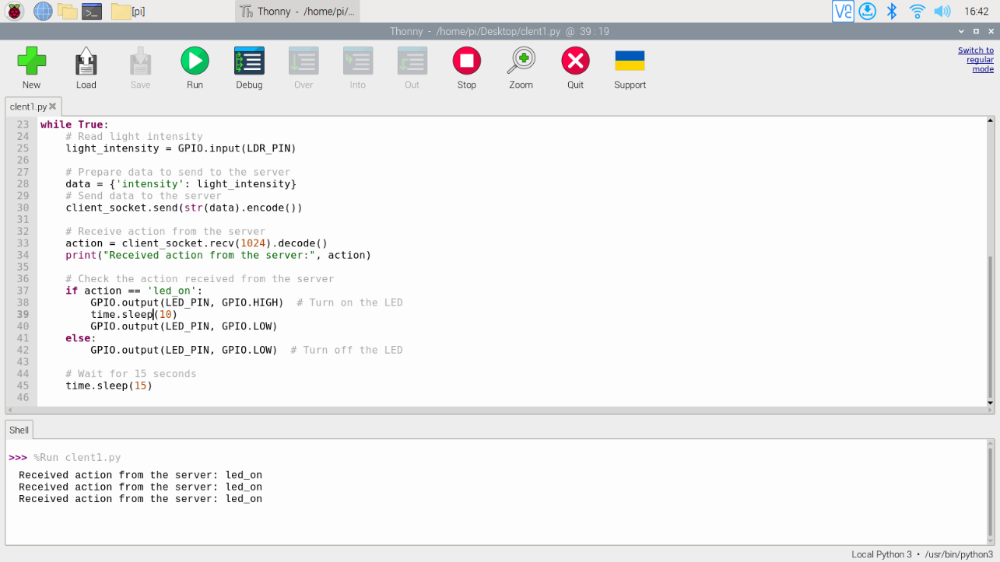 [pi]
Thonny - /home/pi/...
16:42
Thonny - /home/pi/Desktop/clent1.py @ 39 : 19
New
Load
Save
Run
Debug
Over
Into
Out
Stop
Zoom
Quit
Support
Switch to
regular
mode
clent1.py
23 while True:
24     # Read light intensity
25     light_intensity = GPIO.input(LDR_PIN)
26
27     # Prepare data to send to the server
28     data = {'intensity': light_intensity}
29     # Send data to the server
30     client_socket.send(str(data).encode())
31
32     # Receive action from the server
33     action = client_socket.recv(1024).decode()
34     print("Received action from the server:", action)
35
36     # Check the action received from the server
37     if action == 'led_on':
38         GPIO.output(LED_PIN, GPIO.HIGH)  # Turn on the LED
39         time.sleep(10)
40         GPIO.output(LED_PIN, GPIO.LOW)
41     else:
42         GPIO.output(LED_PIN, GPIO.LOW)  # Turn off the LED
43
44     # Wait for 15 seconds
45     time.sleep(15)
46
Shell
>>> %Run clent1.py
Received action from the server: led_on
Received action from the server: led_on
Received action from the server: led_on
Local Python 3 • /usr/bin/python3